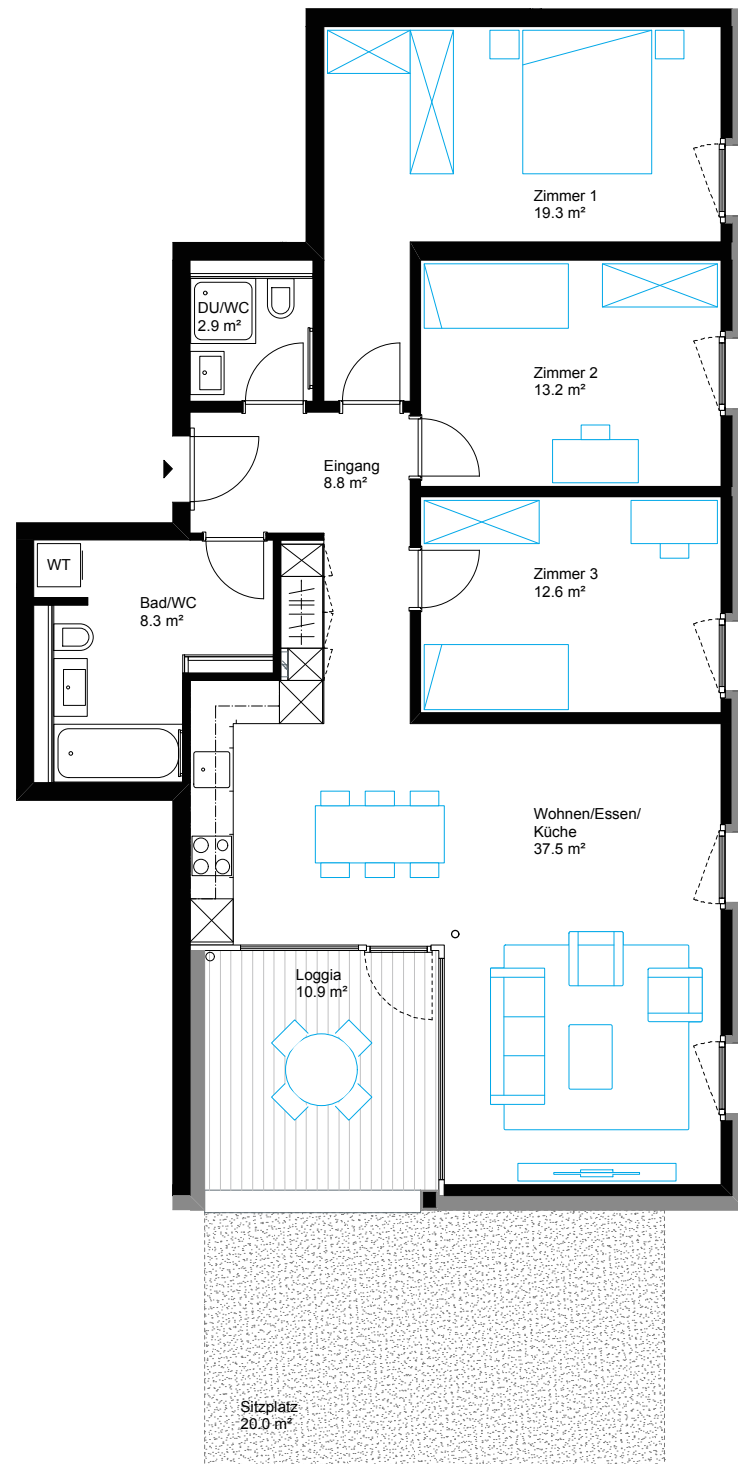 Zimmer 1
19.3 m²
DU/WC
2.9 m²
Zimmer 2
13.2 m²
Eingang
8.8 m²
WT
Bad/WC
8.3 m²
Zimmer 3
12.6 m²
Wohnen/Essen/
Küche
37.5 m²
Loggia
10.9 m²
Sitzplatz
20.0 m²